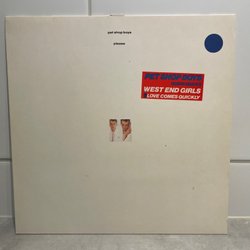 pet shop boys
please
PET SHOP BOYS
WEST END GIRLS
LOVE COMES QUICKLY